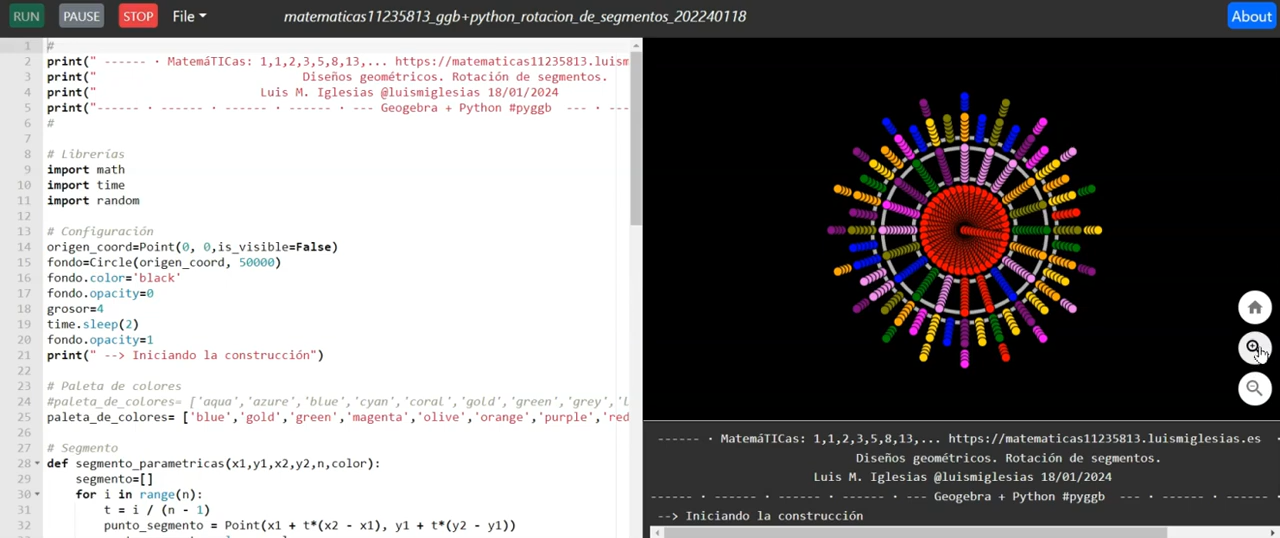 RUN PAUSE STOP File matematicas11235813_ggb+python_rotacion_de_segmentos_202240118 About
1 #
2 print(" ------ · MatemáTICas: 1,1,2,3,5,8,13,... https://matematicas11235813.luism
3 print(" Diseños geométricos. Rotación de segmentos.
4 print(" Luis M. Iglesias @luismiglesias 18/01/2024
5 print("------ · ------ · ------ · ------ · --- Geogebra + Python #pyggb --- · ---
6 #
7
8 # Librerías
9 import math
10 import time
11 import random
12
13 # Configuración
14 origen_coord=Point(0, 0,is_visible=False)
15 fondo=Circle(origen_coord, 50000)
16 fondo.color='black'
17 fondo.opacity=0
18 grosor=4
19 time.sleep(2)
20 fondo.opacity=1
21 print(" --> Iniciando la construcción")
22
23 # Paleta de colores
24 #paleta_de_colores= ['aqua','azure','blue','cyan','coral','gold','green','grey','l
25 paleta_de_colores= ['blue','gold','green','magenta','olive','orange','purple','red
26
27 # Segmento
28 def segmento_parametricas(x1,y1,x2,y2,n,color):
29 segmento=[]
30 for i in range(n):
31 t = i / (n - 1)
32 punto_segmento = Point(x1 + t*(x2 - x1), y1 + t*(y2 - y1))
------ · MatemáTICas: 1,1,2,3,5,8,13,... https://matematicas11235813.luismiglesias.es
Diseños geométricos. Rotación de segmentos.
Luis M. Iglesias @luismiglesias 18/01/2024
------ · ------ · ------ · ------ · --- Geogebra + Python #pyggb --- · ------ · ------
--> Iniciando la construcción